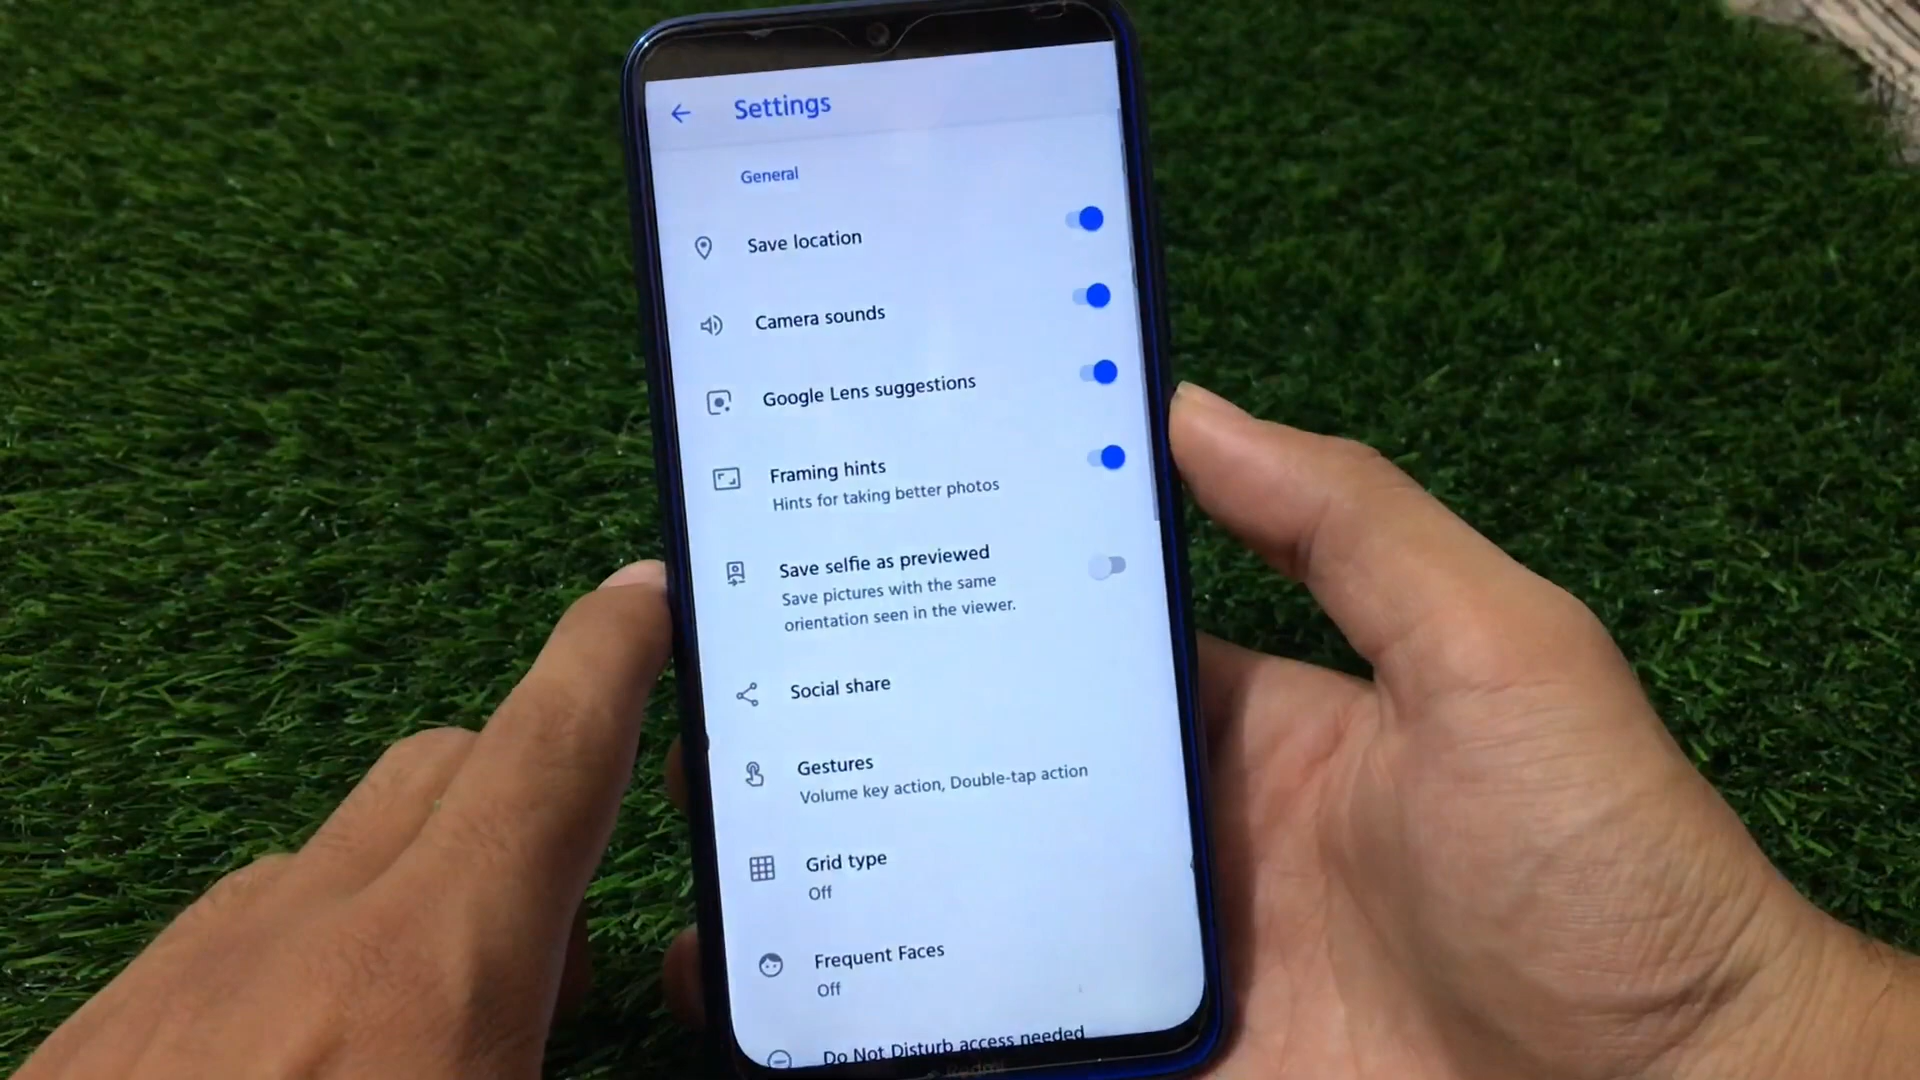 Settings
General
Save location
Camera sounds
Google Lens suggestions
Framing hints
Hints for taking better photos
Save selfie as previewed
Save pictures with the same
orientation seen in the viewer.
Social share
Gestures
Volume key action, Double-tap action
Grid type
Off
Frequent Faces
Off
Do Not Disturb access needed
Redmi